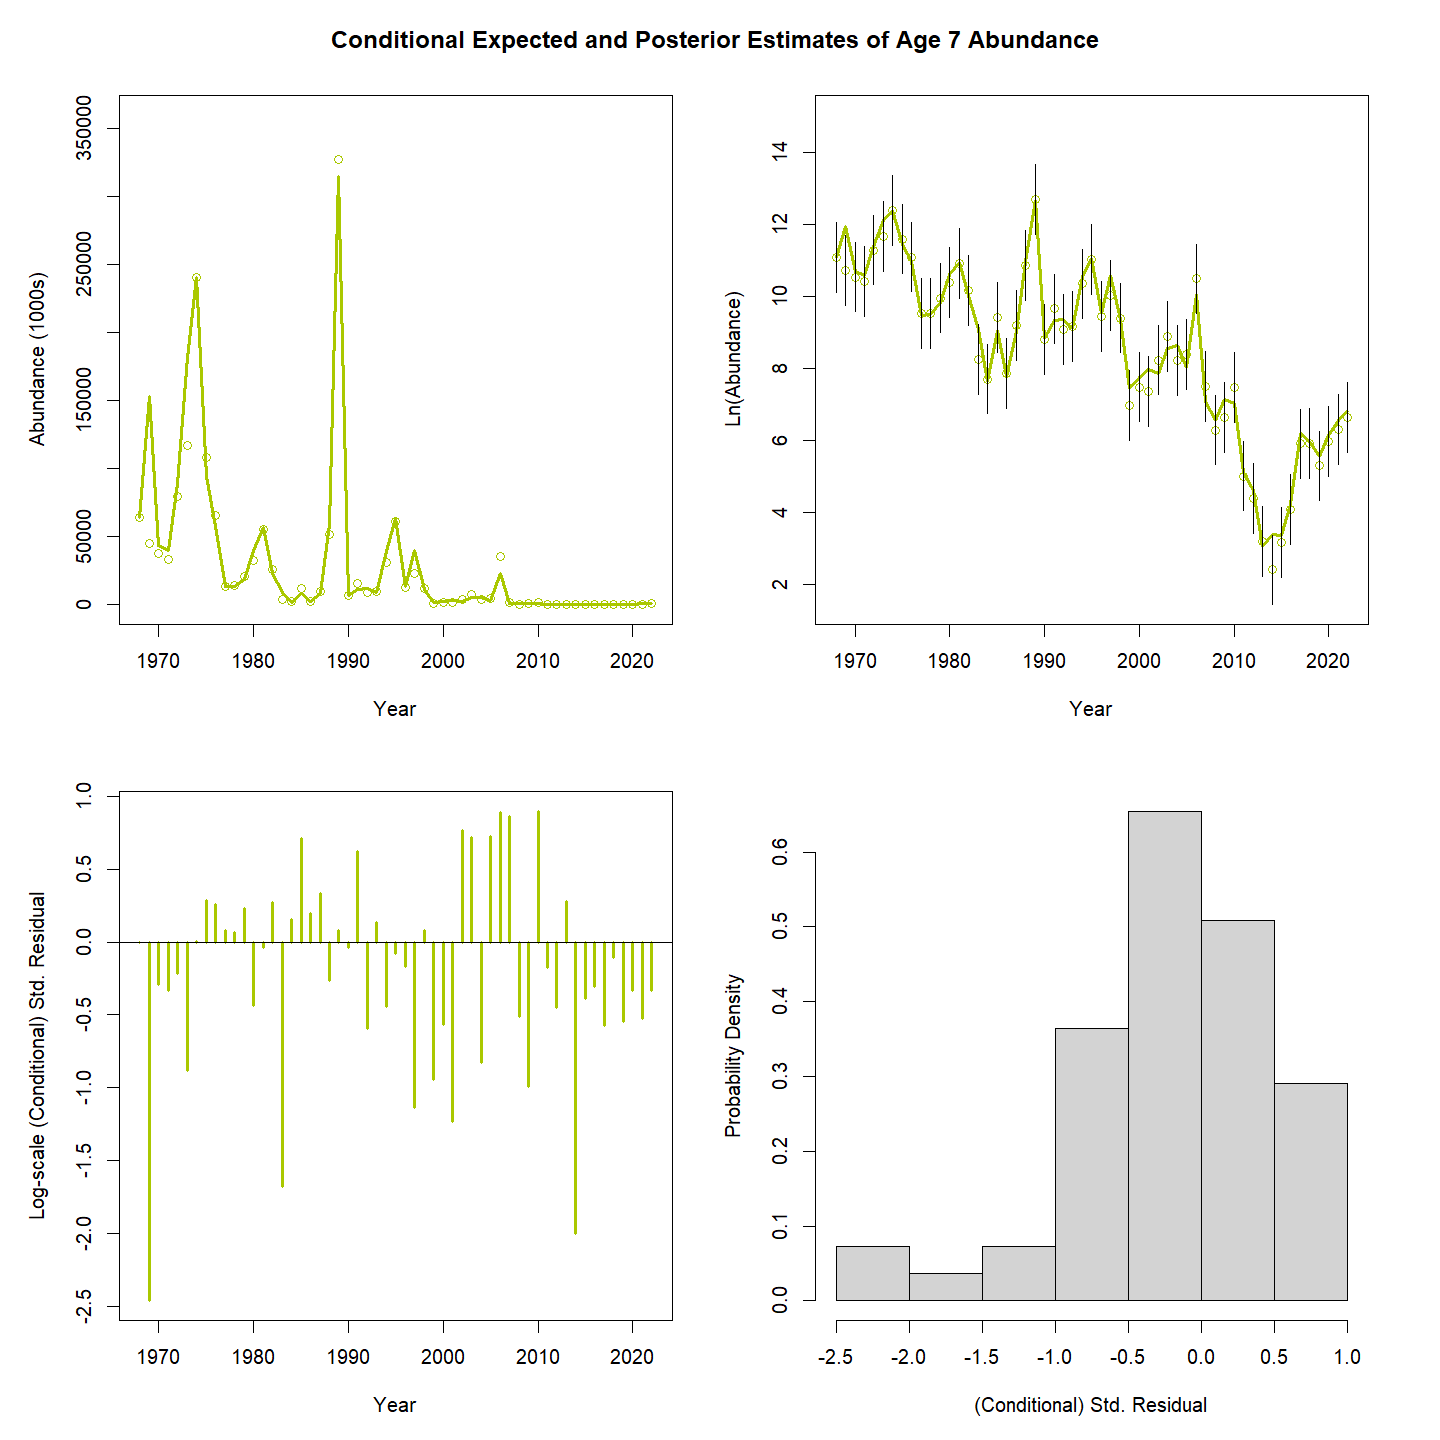 Conditional Expected and Posterior Estimates of Age 7 Abundance
Abundance (1000s)
350000
250000
150000
50000
0
1970 1980 1990 2000 2010 2020
Year
Ln(Abundance)
14
12
10
8
6
4
2
1970 1980 1990 2000 2010 2020
Year
Log-scale (Conditional) Std. Residual
1.0
0.5
0.0
-0.5
-1.0
-1.5
-2.0
-2.5
1970 1980 1990 2000 2010 2020
Year
Probability Density
0.6
0.5
0.4
0.3
0.2
0.1
0.0
-2.5 -2.0 -1.5 -1.0 -0.5 0.0 0.5 1.0
(Conditional) Std. Residual